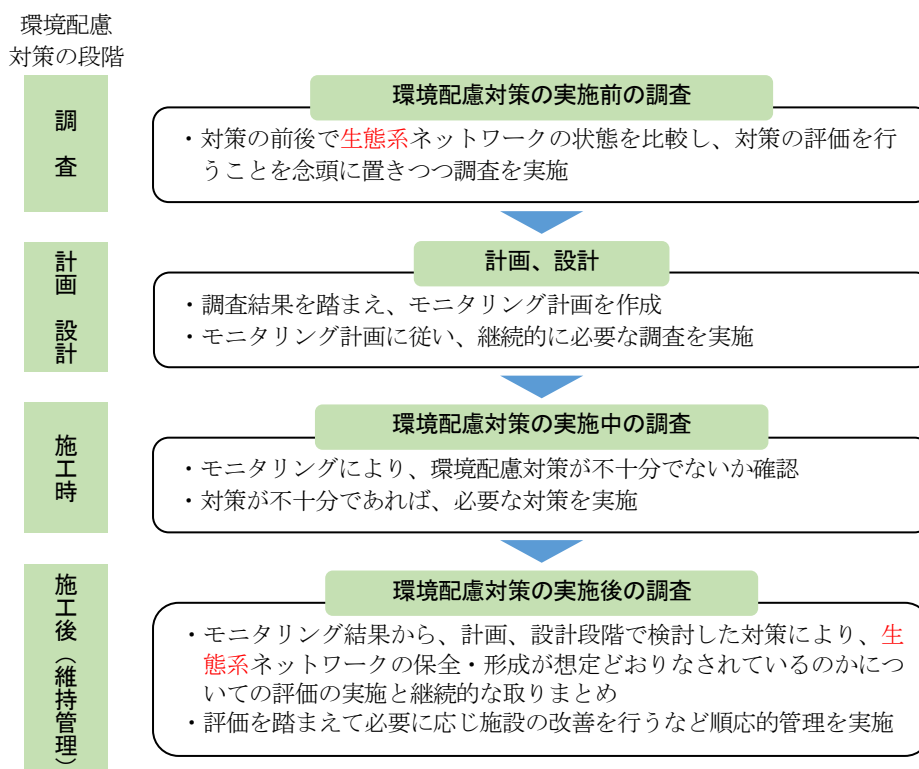 環境配慮
対策の段階
調査
環境配慮対策の実施前の調査
・対策の前後で生態系ネットワークの状態を比較し、対策の評価を行
うことを念頭に置きつつ調査を実施
計画 設計
計画、設計
・調査結果を踏まえ、モニタリング計画を作成
・モニタリング計画に従い、継続的に必要な調査を実施
施工時
環境配慮対策の実施中の調査
・モニタリングにより、環境配慮対策が不十分でないか確認
・対策が不十分であれば、必要な対策を実施
施工後（維持管理）
環境配慮対策の実施後の調査
・モニタリング結果から、計画、設計段階で検討した対策により、生
態系ネットワークの保全・形成が想定どおりなされているのかにつ
いての評価の実施と継続的な取りまとめ
・評価を踏まえて必要に応じ施設の改善を行うなど順応的管理を実施